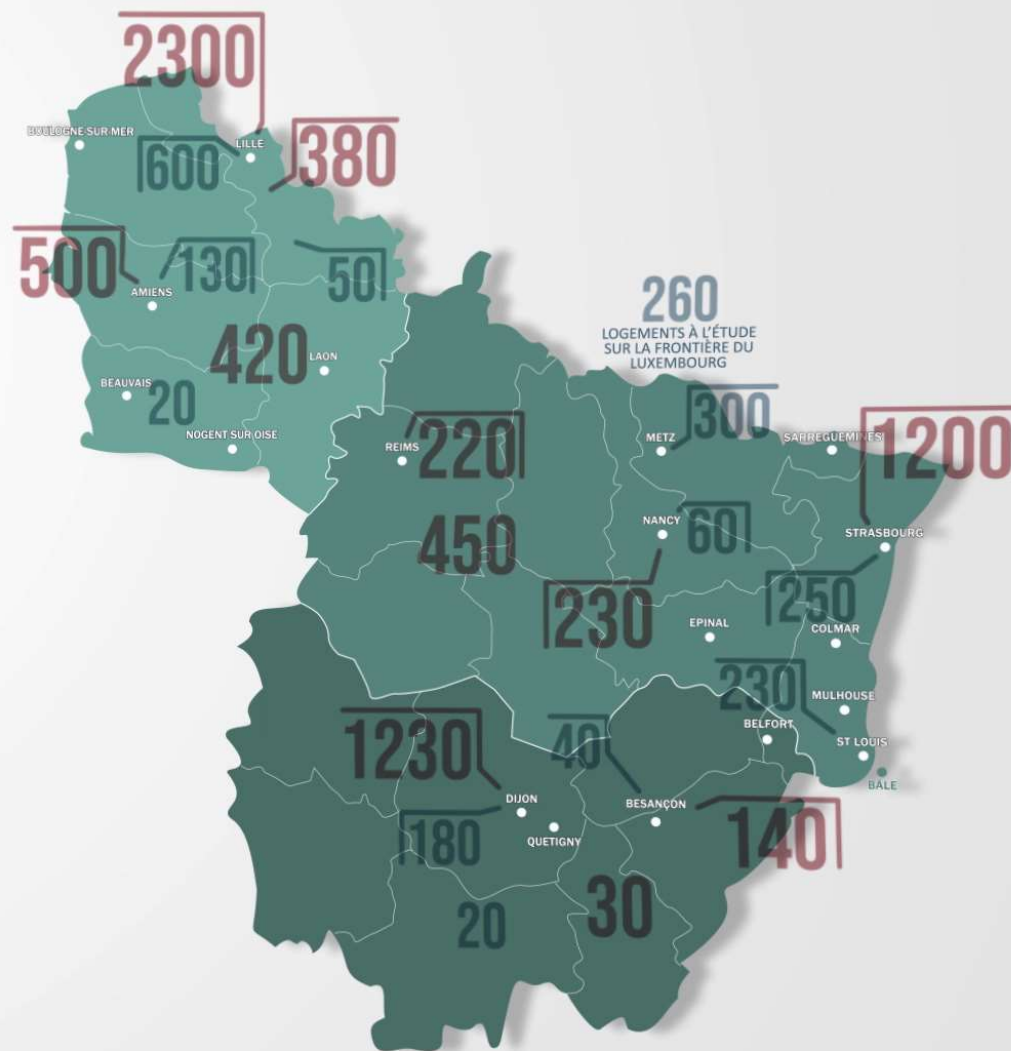 2300
BOULOGNE-SUR-MER
LILLE
600
380
500
130
50
AMIENS
260
LOGEMENTS À L'ÉTUDE
SUR LA FRONTIÈRE DU
LUXEMBOURG
420
LAON
BEAUVAIS
20
300
NOGENT SUR OISE
REIMS
220
METZ
SARREGUEMINES
1200
450
NANCY
60
STRASBOURG
230
250
EPINAL
COLMAR
230
MULHOUSE
1230
40
BELFORT
ST LOUIS
BÂLE
DIJON
BESANÇÓN
180
QUETIGNY
140
30
20